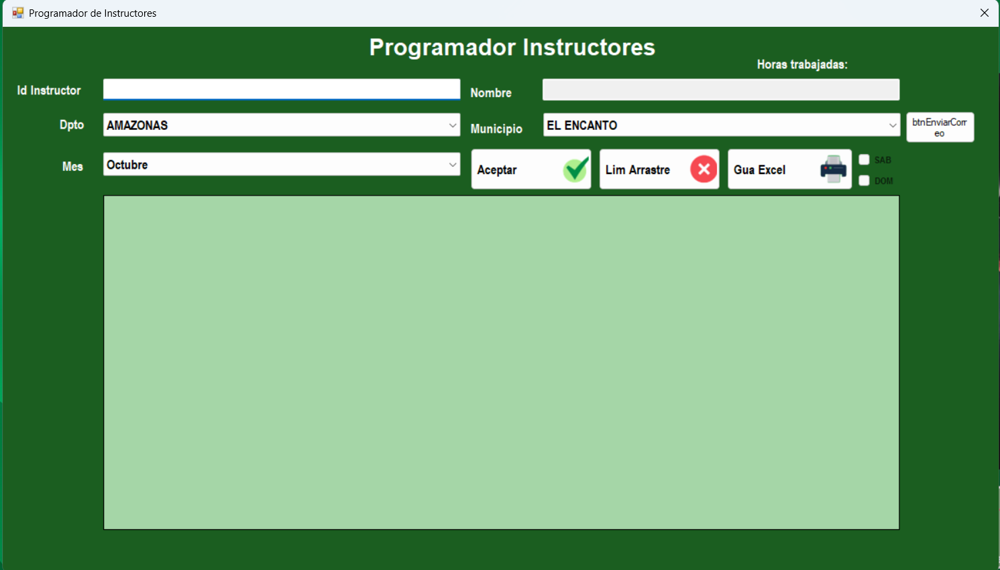 Programador de Instructores
Programador Instructores
Horas trabajadas:
Id Instructor
Nombre
Dpto
AMAZONAS
Municipio
EL ENCANTO
btnEnviarCorr
eo
Mes
Octubre
Aceptar
Lim Arrastre
Gua Excel
SAB
DOM